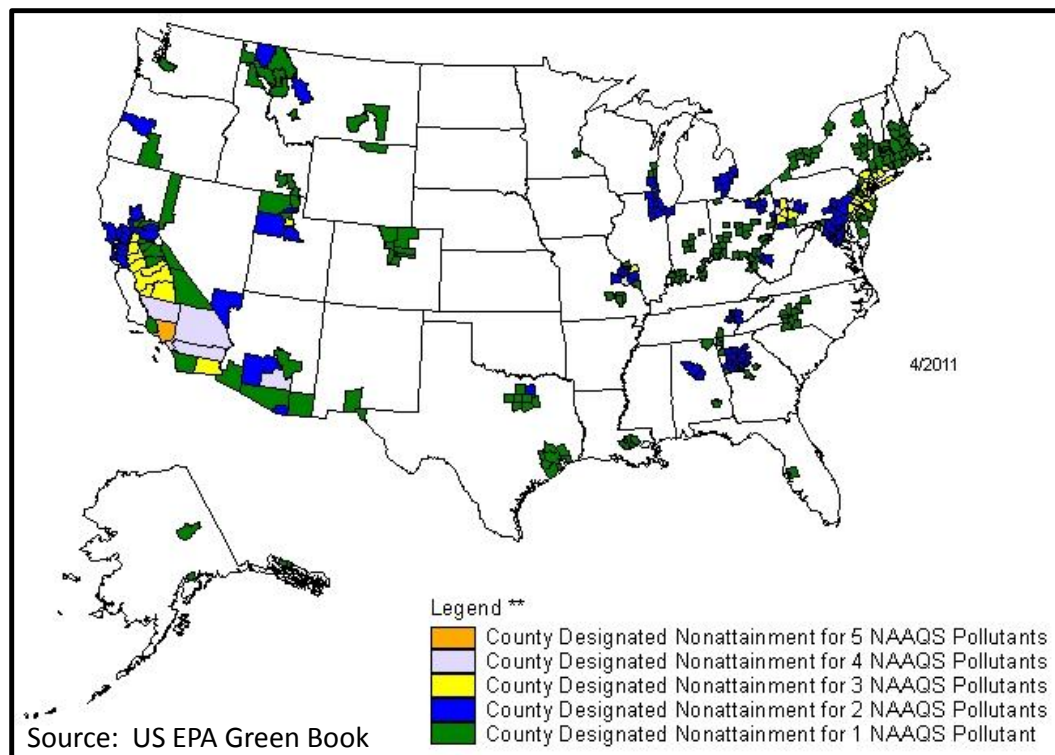 4/2011
Legend **
County Designated Nonattainment for 5 NAAQS Pollutants
County Designated Nonattainment for 4 NAAQS Pollutants
County Designated Nonattainment for 3 NAAQS Pollutants
County Designated Nonattainment for 2 NAAQS Pollutants
County Designated Nonattainment for 1 NAAQS Pollutant
Source: US EPA Green Book